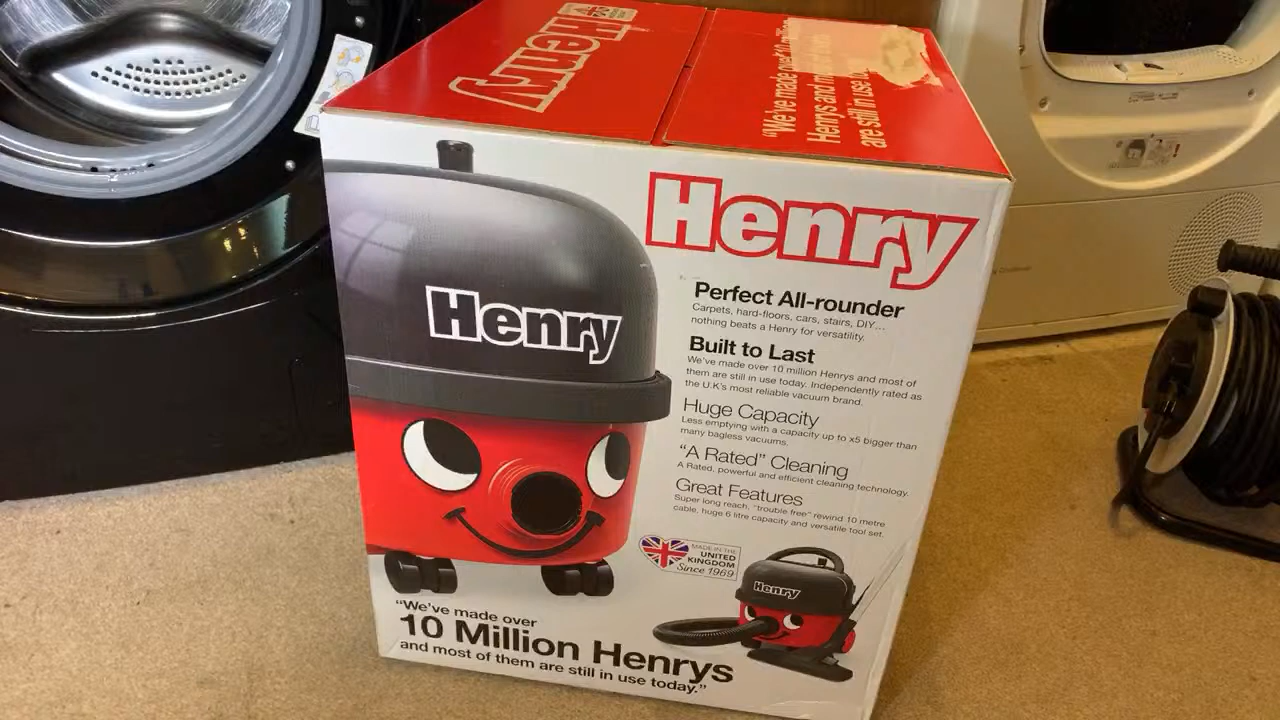 Henry
"We've made over 10 million
Henrys and most of them
are still in use today."
Henry
Henry
Perfect All-rounder
Carpets, hard-floors, cars, stairs, DIY...
nothing beats a Henry for versatility.
Built to Last
We've made over 10 million Henrys and most of
them are still in use today. Independently rated as
the U.K's most reliable vacuum brand.
Huge Capacity
Less emptying with a capacity up to x5 bigger than
many bagless vacuums.
"A Rated" Cleaning
A Rated, powerful and efficient cleaning technology.
Great Features
Super long reach, "trouble free" rewind 10 metre
cable, huge 6 litre capacity and versatile tool set.
MADE IN THE
UNITED
KINGDOM
Since 1969
Henry
"We've made over
10 Million Henrys
and most of them are still in use today."